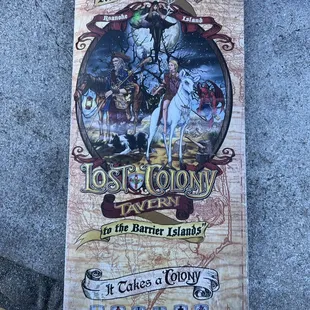 Roanoke Island
Lost Colony
Tavern
"to the Barrier Islands"
It Takes a Colony